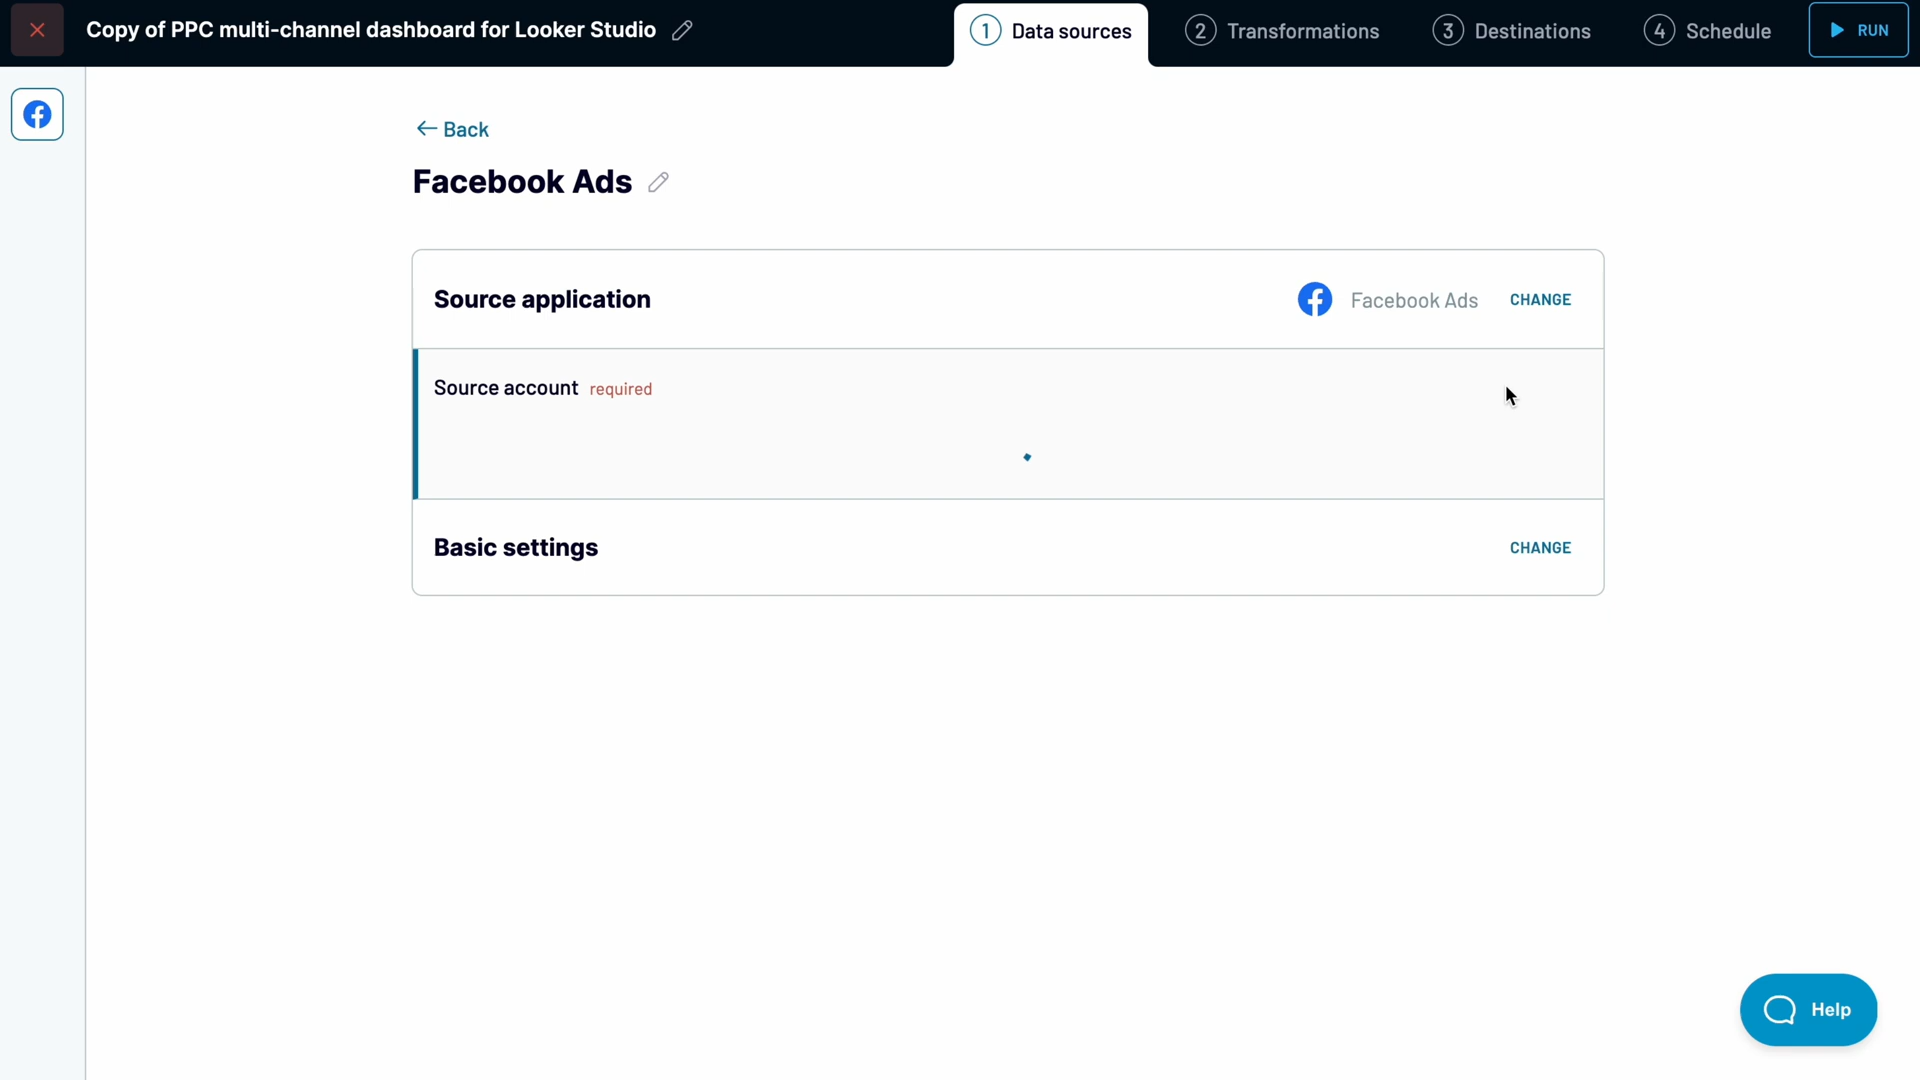 Copy of PPC multi-channel dashboard for Looker Studio
1 Data sources
2 Transformations
3 Destinations
4 Schedule
RUN
Back
Facebook Ads
Source application
Facebook Ads
CHANGE
Source account required
Basic settings
CHANGE
Help